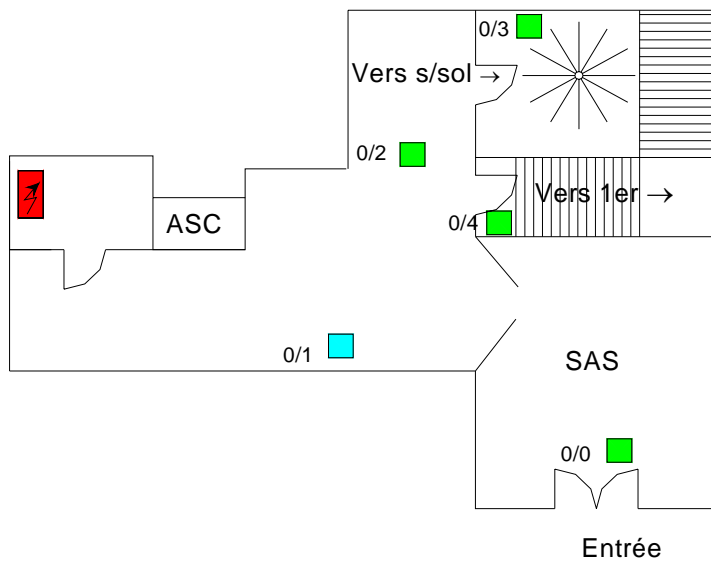 0/3
Vers s/sol →
0/2
Vers 1er →
ASC
0/4
0/1
SAS
0/0
Entrée